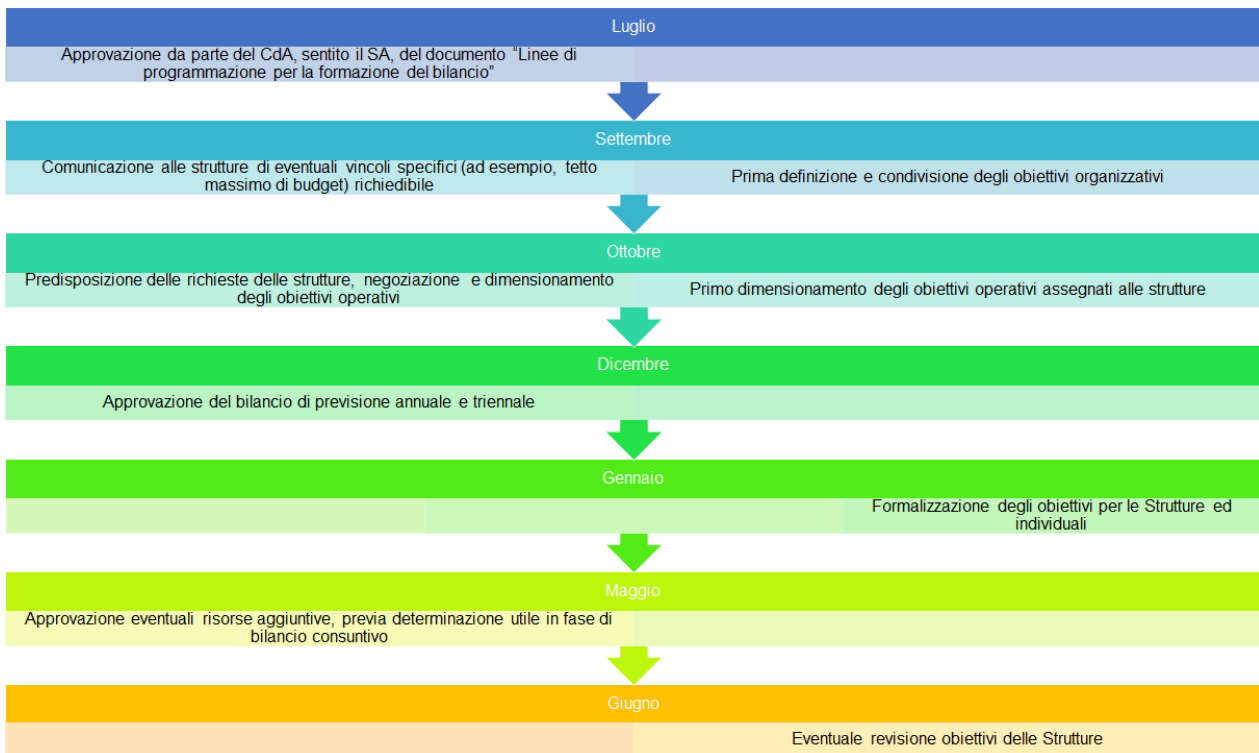 Luglio
Approvazione da parte del CdA, sentito il SA, del documento "Linee di
programmazione per la formazione del bilancio"
Settembre
Comunicazione alle strutture di eventuali vincoli specifici (ad esempio, tetto
massimo di budget) richiedibile
Prima definizione e condivisione degli obiettivi organizzativi
Ottobre
Predisposizione delle richieste delle strutture, negoziazione e dimensionamento
degli obiettivi operativi
Primo dimensionamento degli obiettivi operativi assegnati alle strutture
Dicembre
Approvazione del bilancio di previsione annuale e triennale
Gennaio
Formalizzazione degli obiettivi per le Strutture ed
individuali
Maggio
Approvazione eventuali risorse aggiuntive, previa determinazione utile in fase di
bilancio consuntivo
Giugno
Eventuale revisione obiettivi delle Strutture